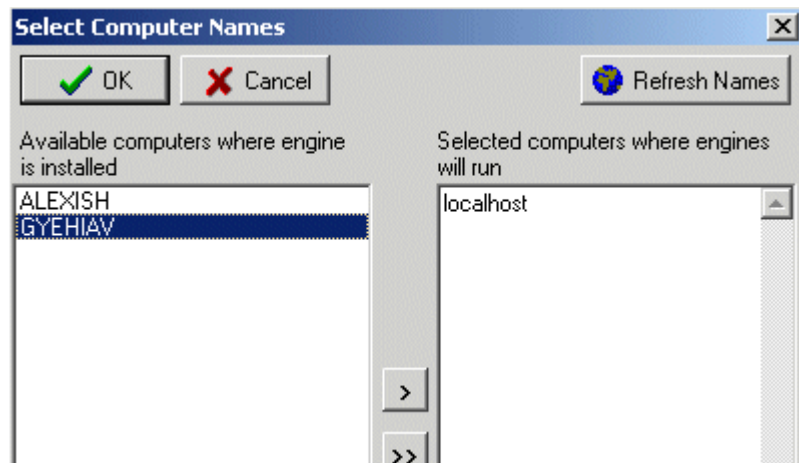 Select Computer Names
OK
Cancel
Refresh Names
Available computers where engine
is installed
Selected computers where engines
will run
ALEXISH
GYEHIAV
localhost
>
>>